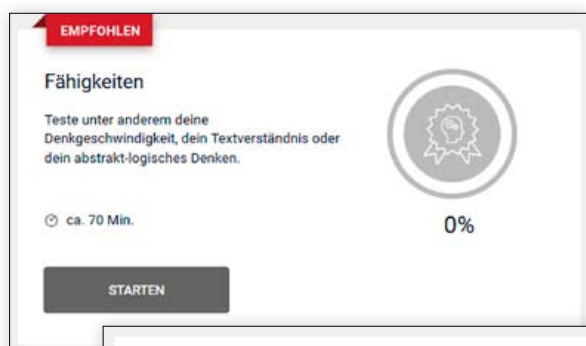 EMPFOHLEN
Fähigkeiten
Teste unter anderem deine
Denkgeschwindigkeit, dein Textverständnis oder
dein abstrakt-logisches Denken.
ca. 70 Min.
0%
STARTEN